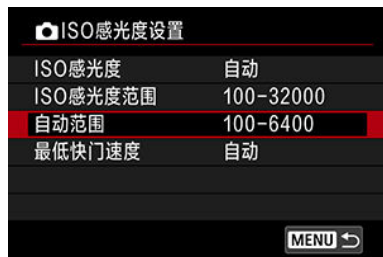 ISO感光度设置
ISO感光度 自动
ISO感光度范围 100-32000
自动范围 100-6400
最低快门速度 自动
MENU